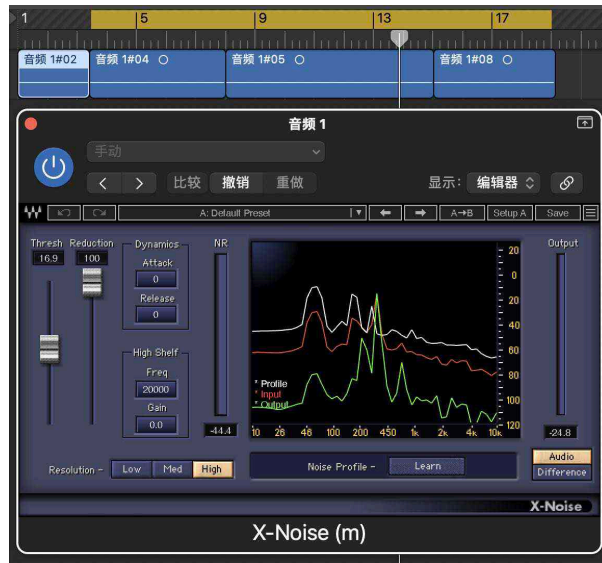 1 5 9 13 17
音频 1#02 音频 1#04 音频 1#05 音频 1#08
音频 1
手动
比较 撤销 重做 显示: 编辑器
A: Default Preset A→B Setup A Save
Thresh Reduction Dynamics NR Output
16.9 100 Attack
0
Release
0
High Shelf
Freq
20000
Gain
0.0
-44.4 -24.8
20
0
20
40
60
80
100
120
* Profile
* Input
* Output
10 26 48 100 200 450 1K 2K 4K 10K
Resolution – Low Med High Noise Profile – Learn Audio
Difference
X-Noise
X-Noise (m)